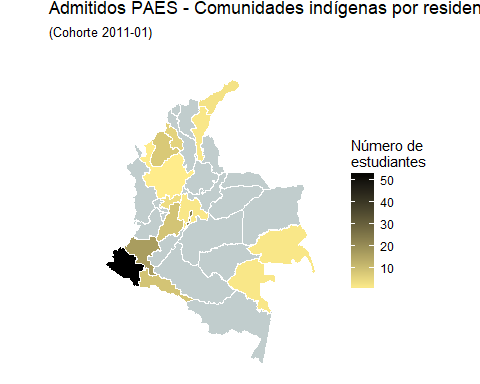 Admitidos PAES - Comunidades indígenas por residen
(Cohorte 2011-01)
Número de
estudiantes
50
40
30
20
10